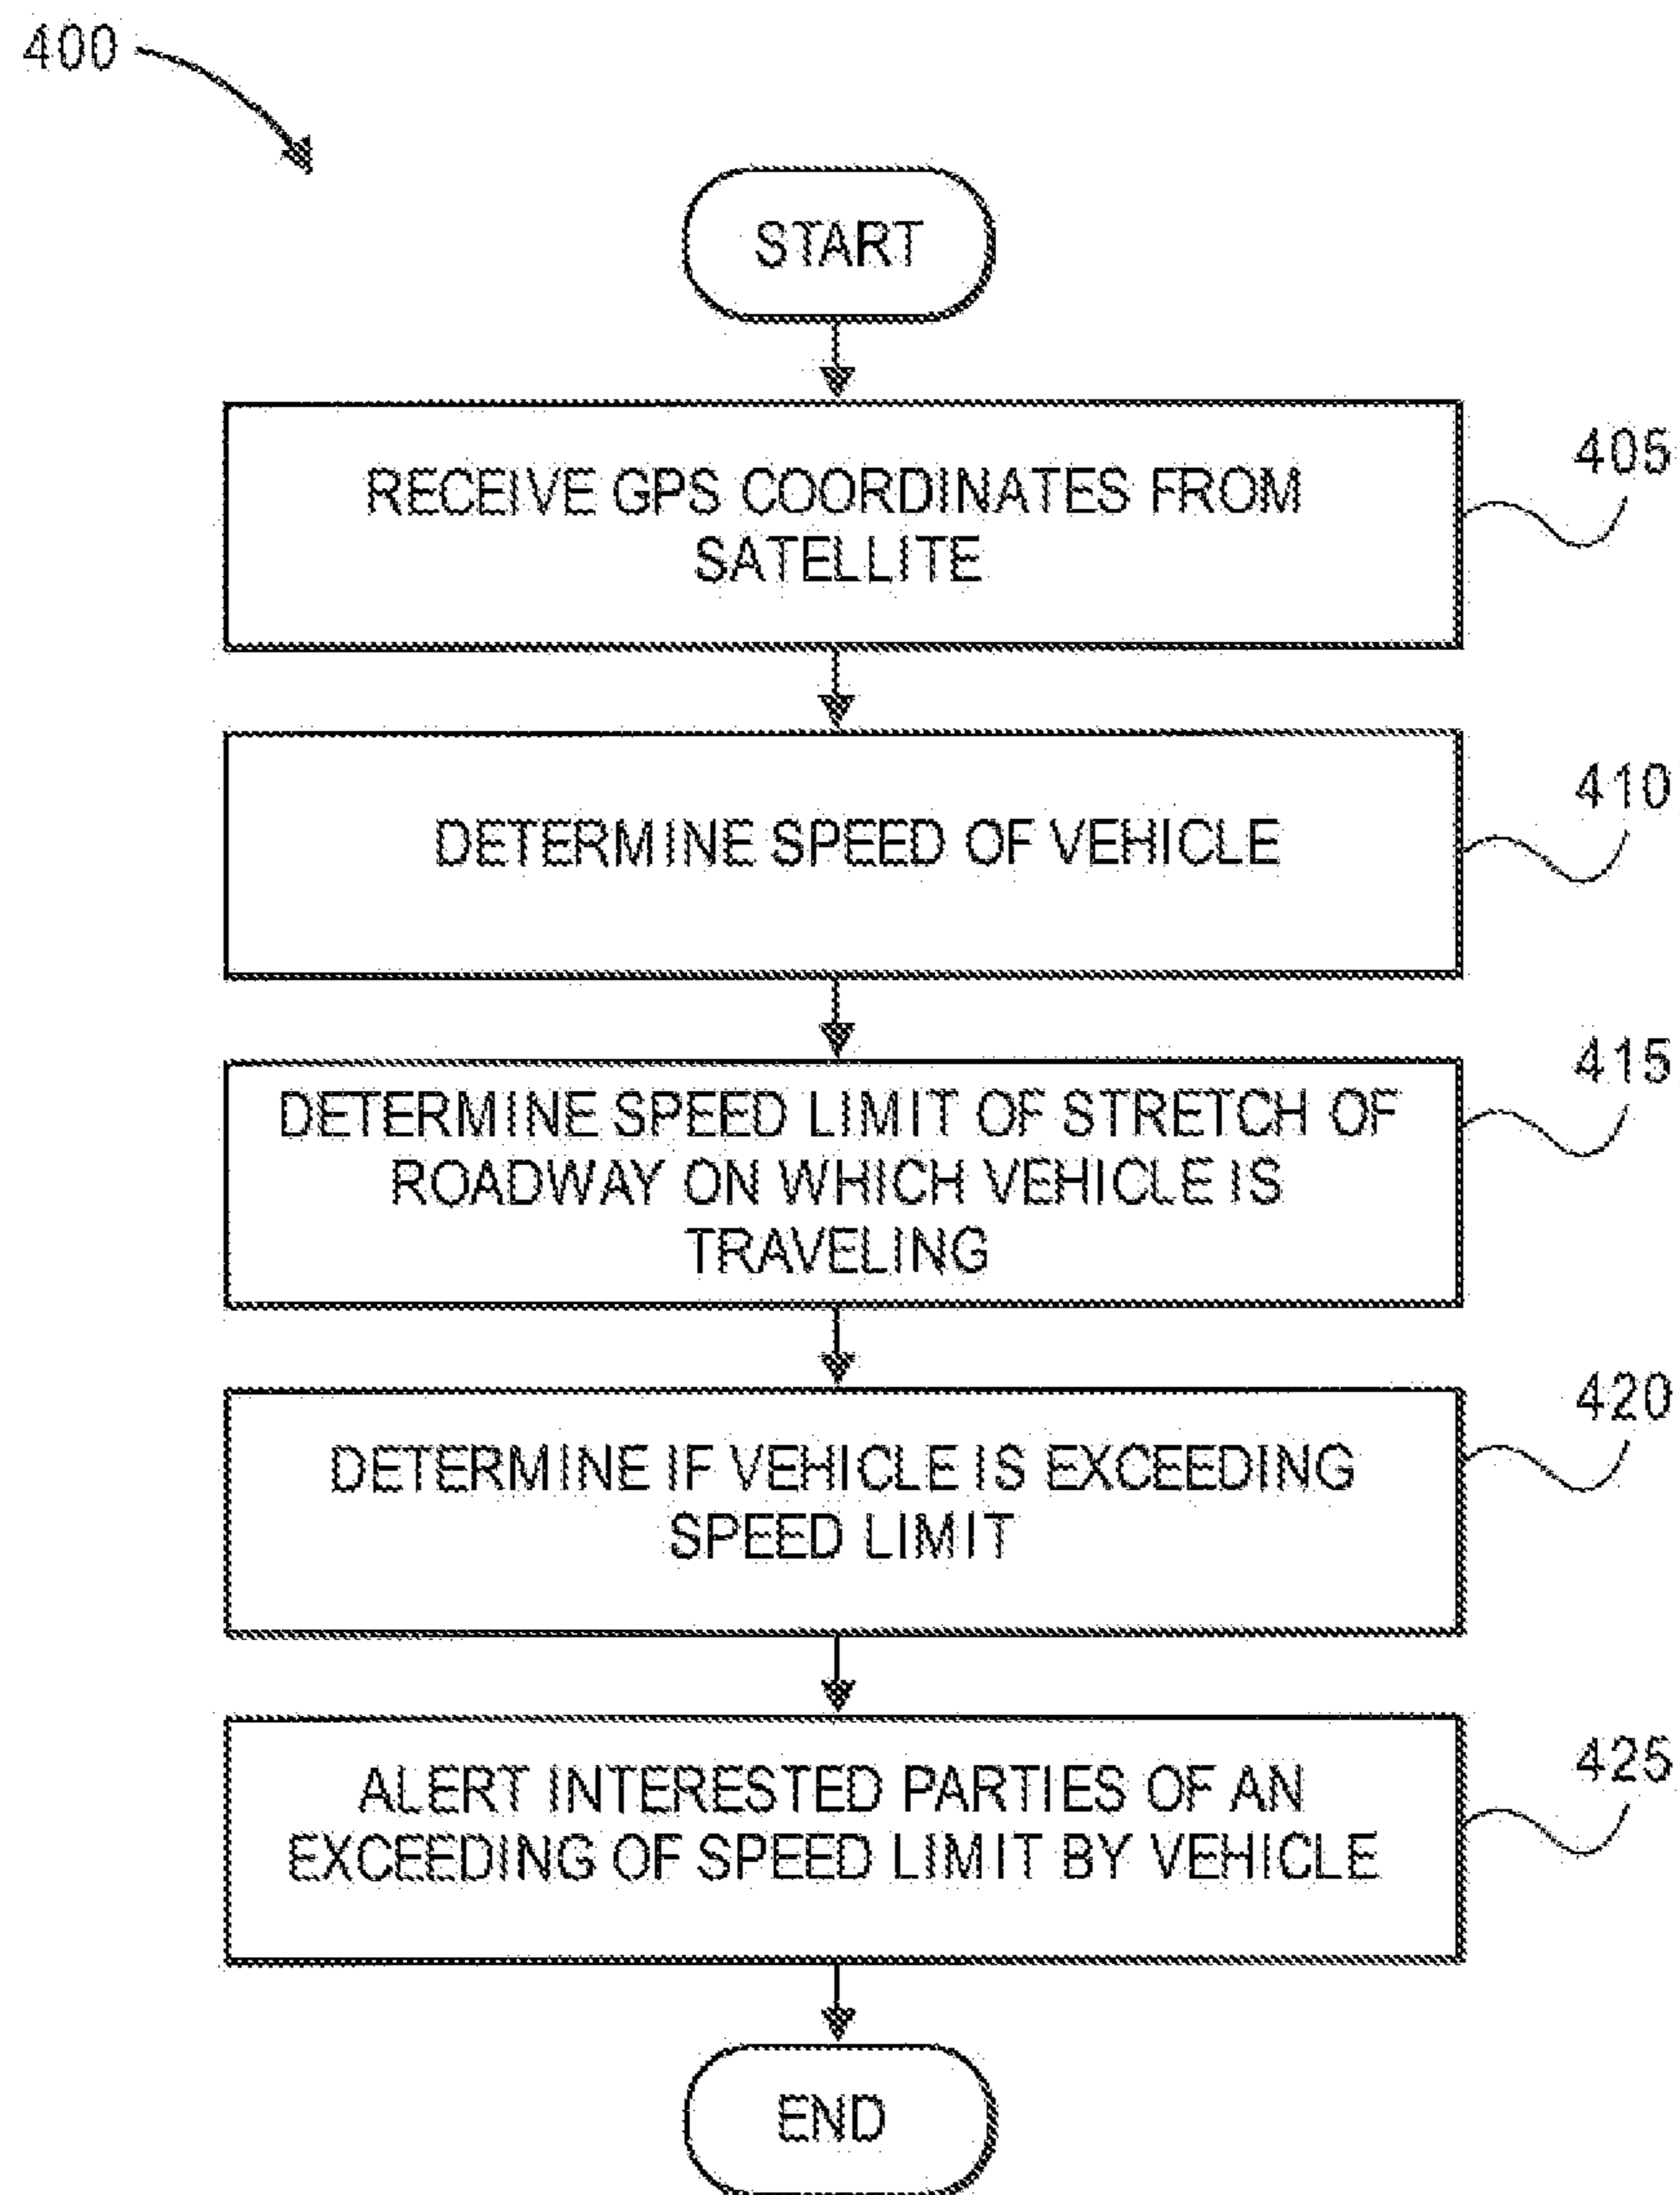 400
START
RECEIVE GPS COORDINATES FROM
SATELLITE
405
DETERMINE SPEED OF VEHICLE
410
DETERMINE SPEED LIMIT OF STRETCH OF
ROADWAY ON WHICH VEHICLE IS
TRAVELING
415
DETERMINE IF VEHICLE IS EXCEEDING
SPEED LIMIT
420
ALERT INTERESTED PARTIES OF AN
EXCEEDING OF SPEED LIMIT BY VEHICLE
425
END